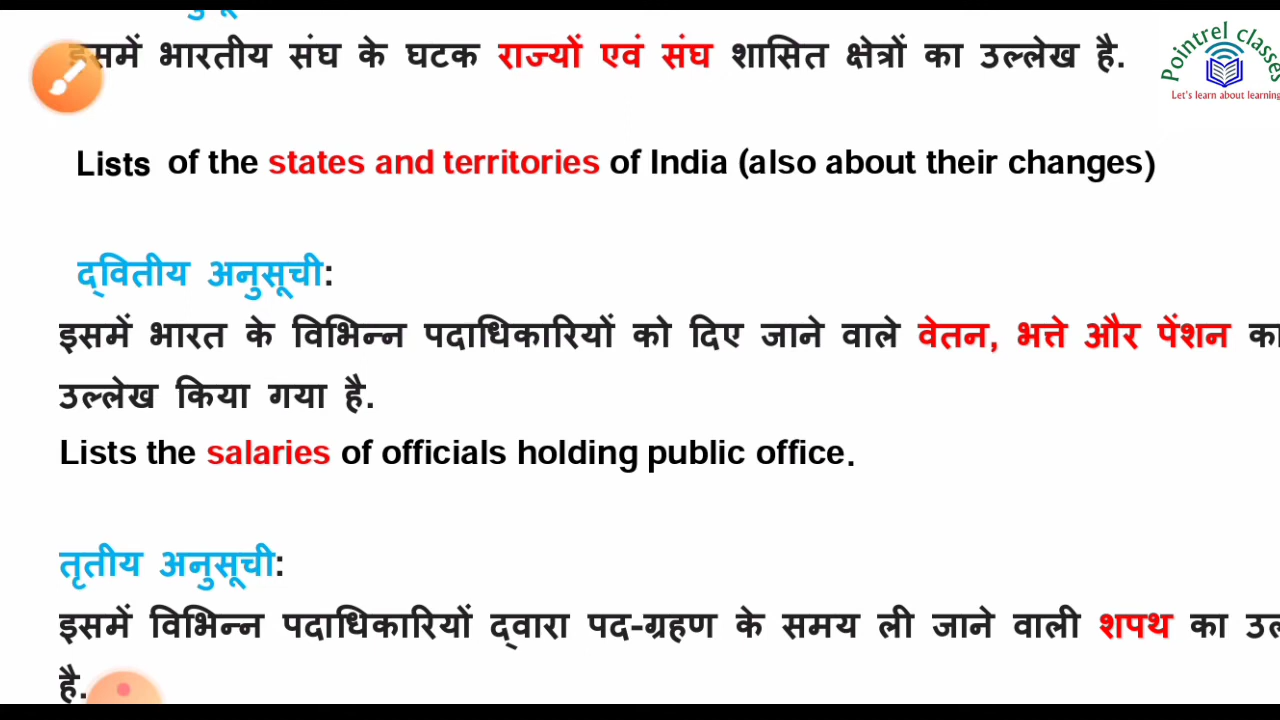 इसमें भारतीय संघ के घटक राज्यों एवं संघ शासित क्षेत्रों का उल्लेख है.
Pointrel classes
Let's learn about learning
Lists of the states and territories of India (also about their changes)
द्वितीय अनुसूची:
इसमें भारत के विभिन्न पदाधिकारियों को दिए जाने वाले वेतन, भत्ते और पेंशन का
उल्लेख किया गया है.
Lists the salaries of officials holding public office.
तृतीय अनुसूची:
इसमें विभिन्न पदाधिकारियों द्वारा पद-ग्रहण के समय ली जाने वाली शपथ का
है.